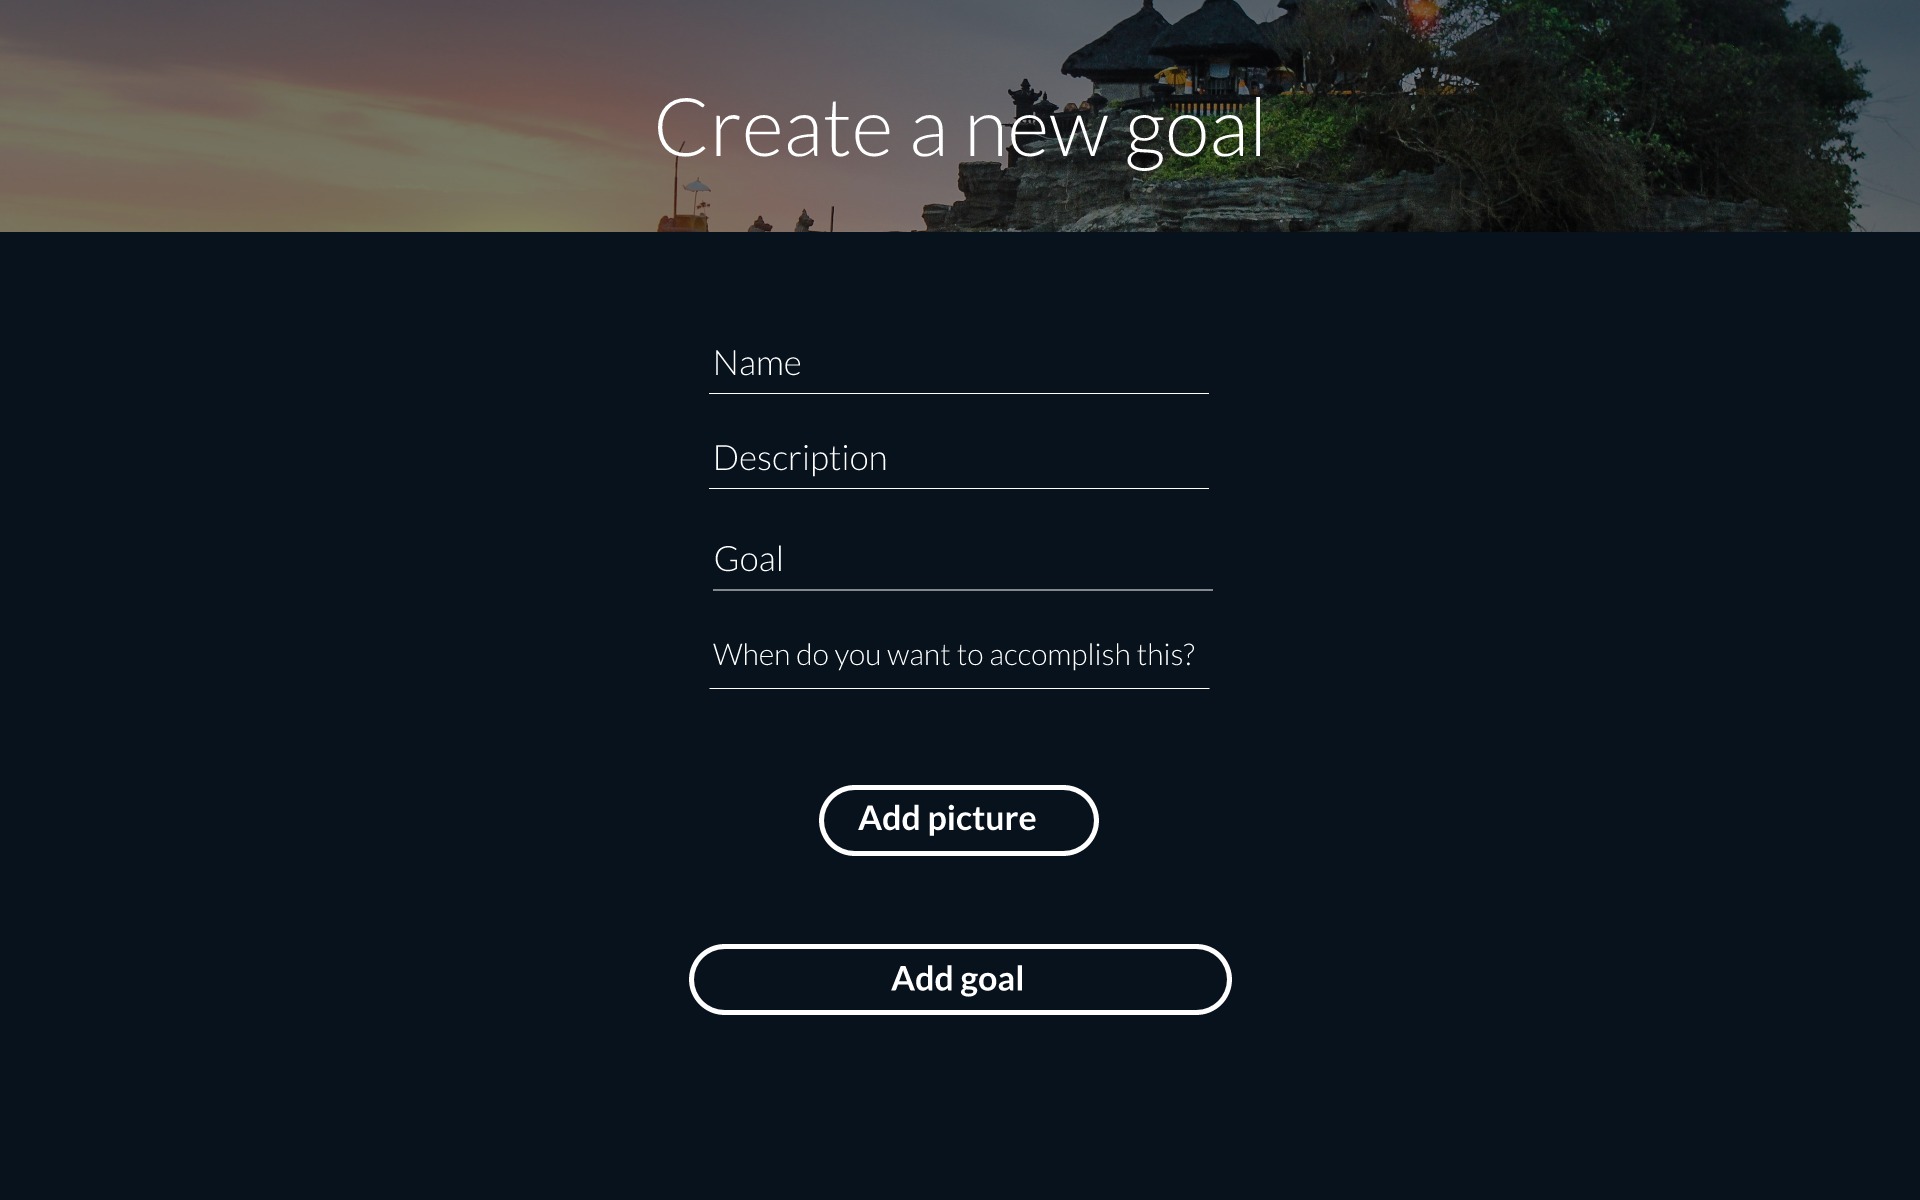 Create a new goal
Name
Description
Goal
When do you want to accomplish this?
Add picture
Add goal